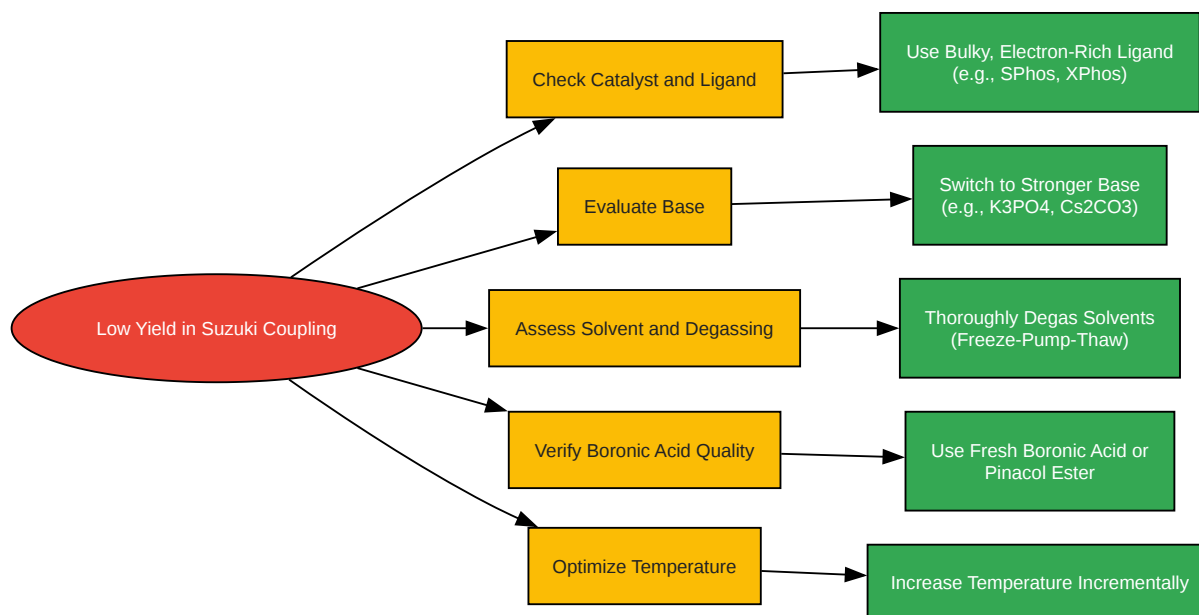 Low Yield in Suzuki Coupling
Check Catalyst and Ligand
Use Bulky, Electron-Rich Ligand
(e.g., SPhos, XPhos)
Evaluate Base
Switch to Stronger Base
(e.g., K3PO4, Cs2CO3)
Assess Solvent and Degassing
Thoroughly Degas Solvents
(Freeze-Pump-Thaw)
Verify Boronic Acid Quality
Use Fresh Boronic Acid or
Pinacol Ester
Optimize Temperature
Increase Temperature Incrementally